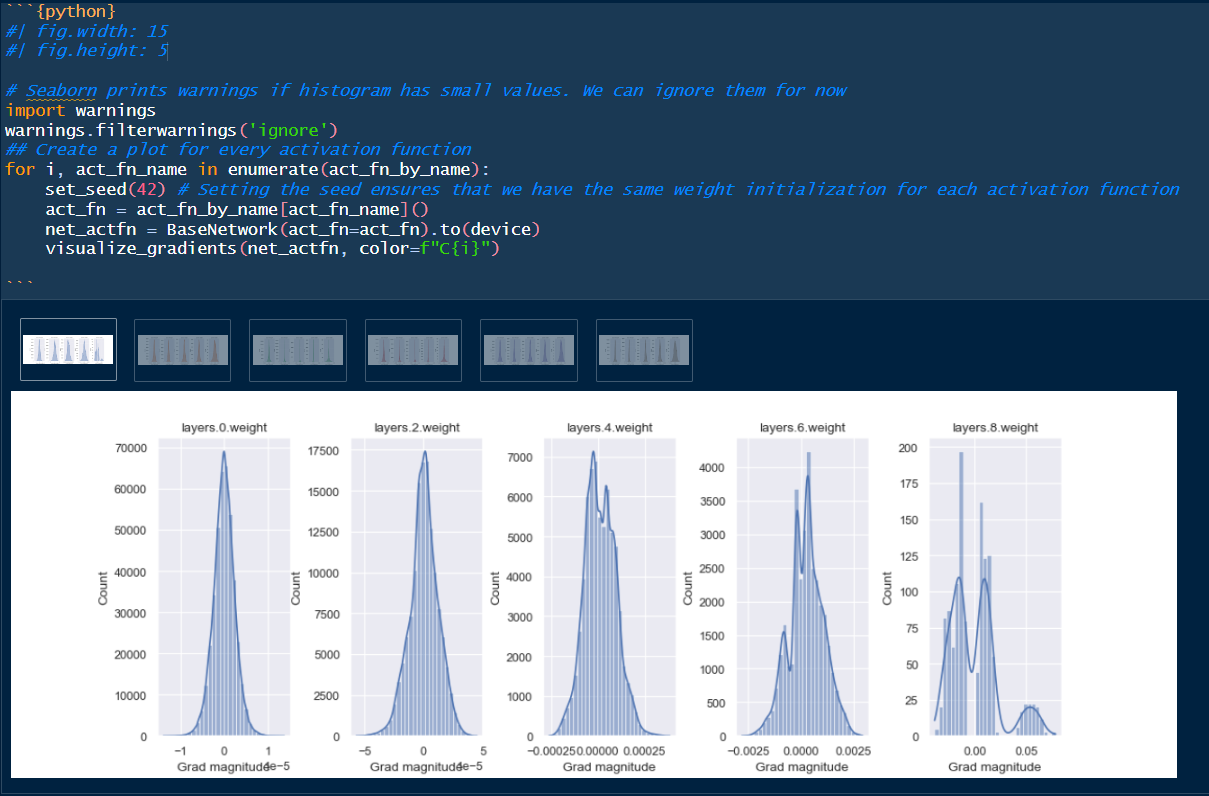 ```{python}
#| fig.width: 15
#| fig.height: 5
# Seaborn prints warnings if histogram has small values. We can ignore them for now
import warnings
warnings.filterwarnings('ignore')
## Create a plot for every activation function
for i, act_fn_name in enumerate(act_fn_by_name):
    set_seed(42) # Setting the seed ensures that we have the same weight initialization for each activation function
    act_fn = act_fn_by_name[act_fn_name]()
    net_actfn = BaseNetwork(act_fn=act_fn).to(device)
    visualize_gradients(net_actfn, color=f"C{i}")
```
layers.0.weight
70000
60000
50000
40000
30000
20000
10000
0
Count
−1 0 1
1e−5
Grad magnitude
layers.2.weight
17500
15000
12500
10000
7500
5000
2500
0
Count
−5 0 5
1e−5
Grad magnitude
layers.4.weight
7000
6000
5000
4000
3000
2000
1000
0
Count
−0.00025 0.00000 0.00025
Grad magnitude
layers.6.weight
4000
3500
3000
2500
2000
1500
1000
500
0
Count
−0.0025 0.0000 0.0025
Grad magnitude
layers.8.weight
200
175
150
125
100
75
50
25
0
Count
0.00 0.05
Grad magnitude